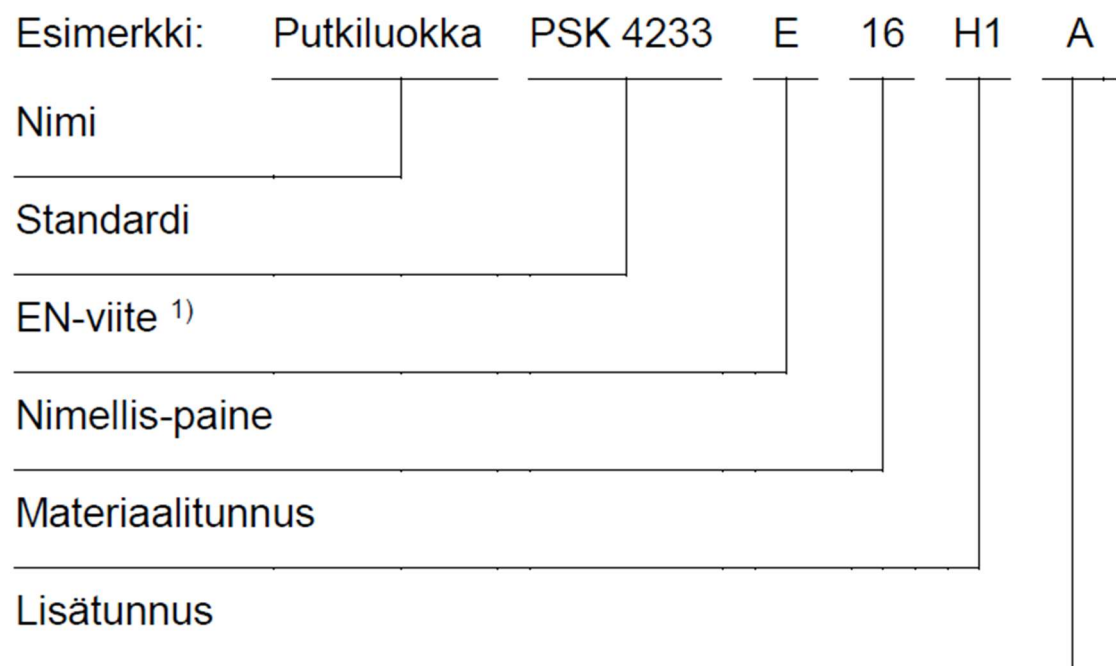 Esimerkki: Putkiluokka PSK 4233 E 16 H1 A
Nimi
Standardi
EN-viite 1)
Nimellis-paine
Materiaalitunnus
Lisätunnus